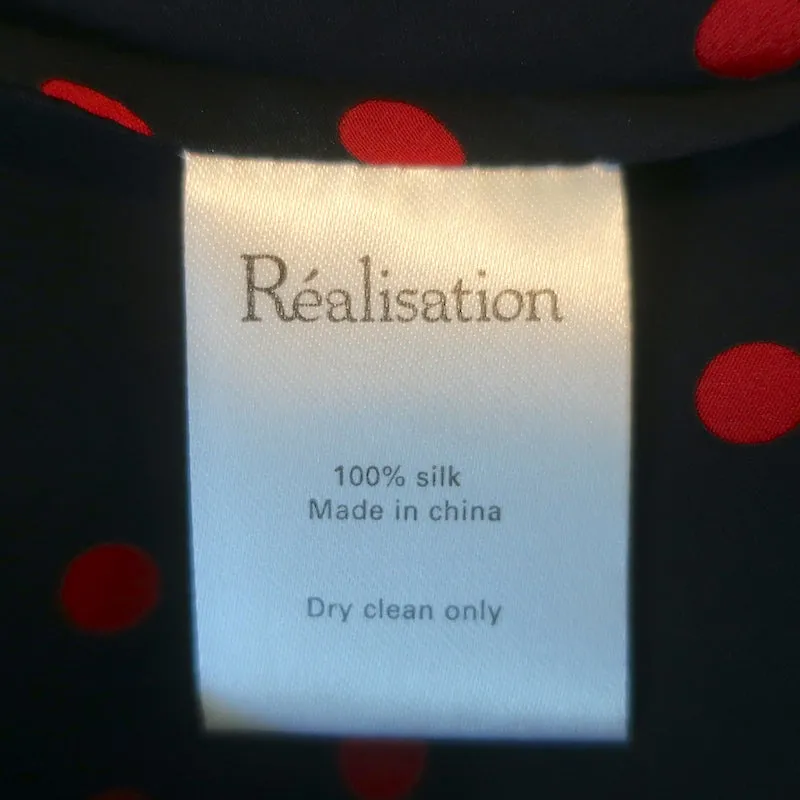 Réalisation
100% silk
Made in china
Dry clean only